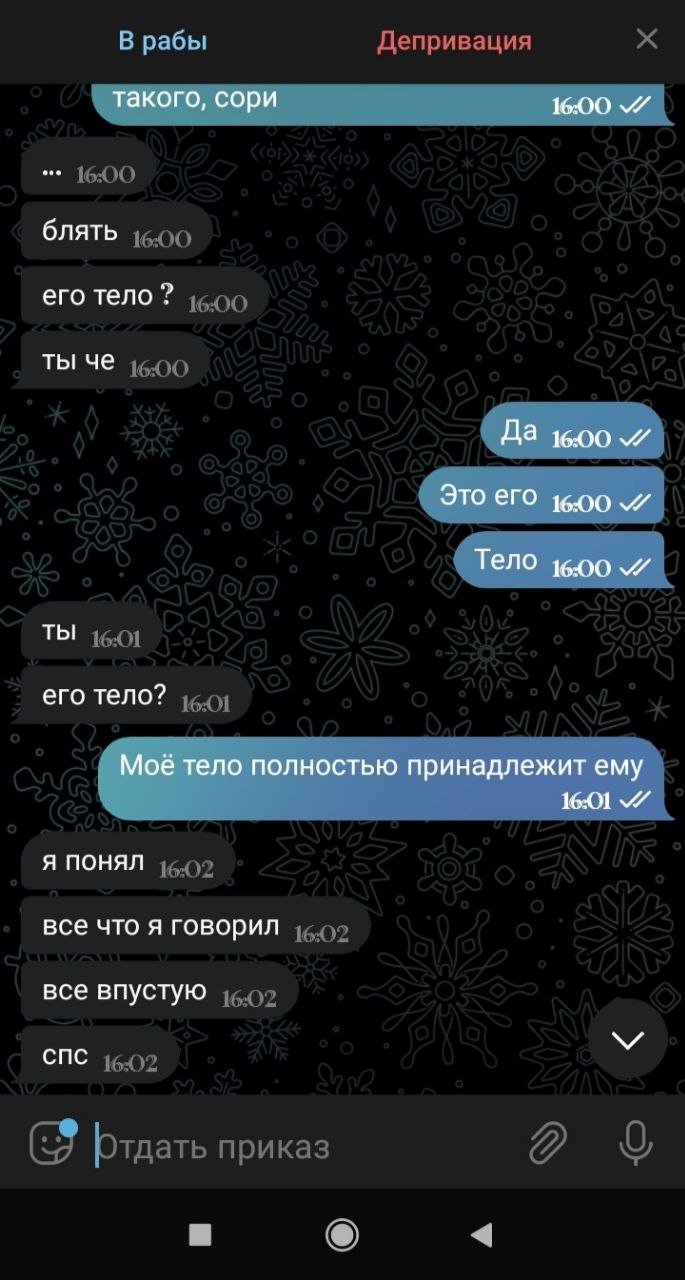 В рабы
Депривация
такого, сори 16:00
... 16:00
блять 16:00
его тело ? 16:00
ты че 16:00
Да 16:00
Это его 16:00
Тело 16:00
ты 16:01
его тело? 16:01
Моё тело полностью принадлежит ему
16:01
я понял 16:02
все что я говорил 16:02
все впустую 16:02
спс 16:02
Отдать приказ